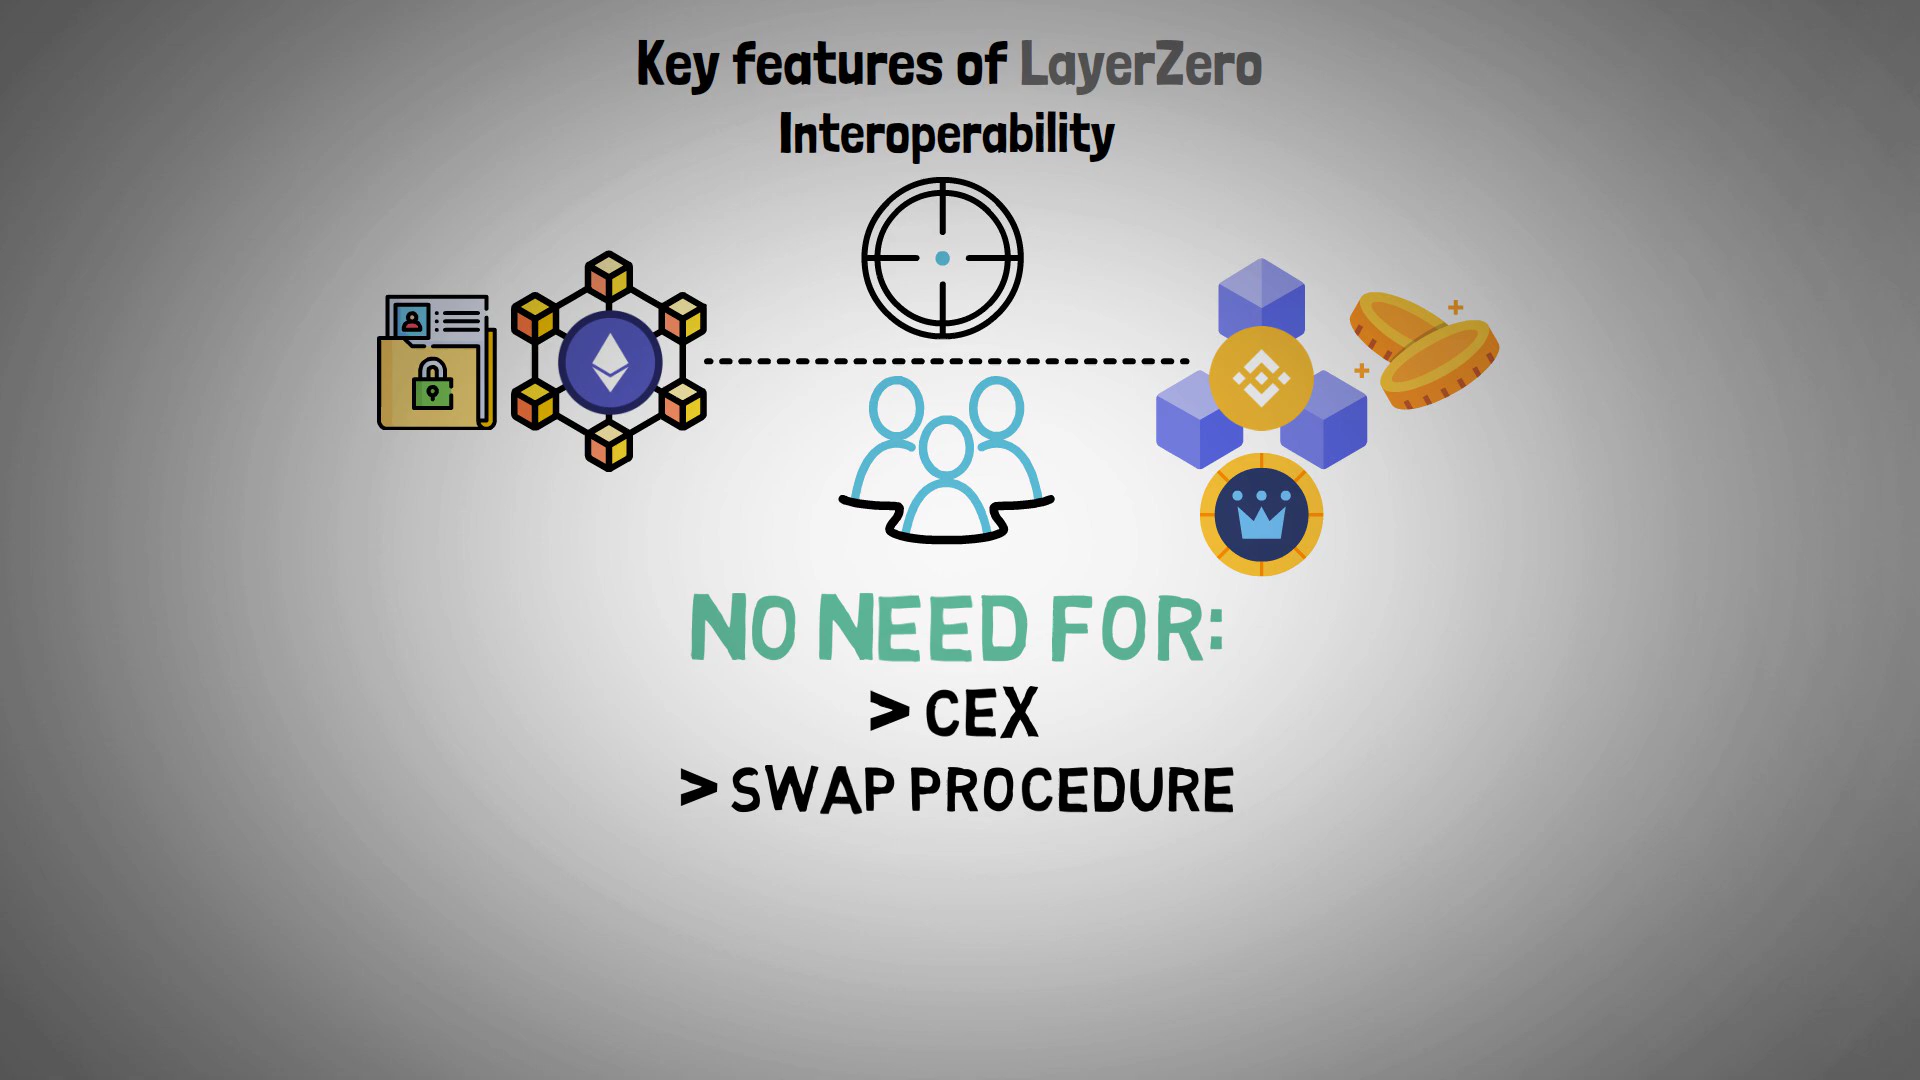 Key features of LayerZero
Interoperability
NO NEED FOR:
> CEX
> SWAP PROCEDURE